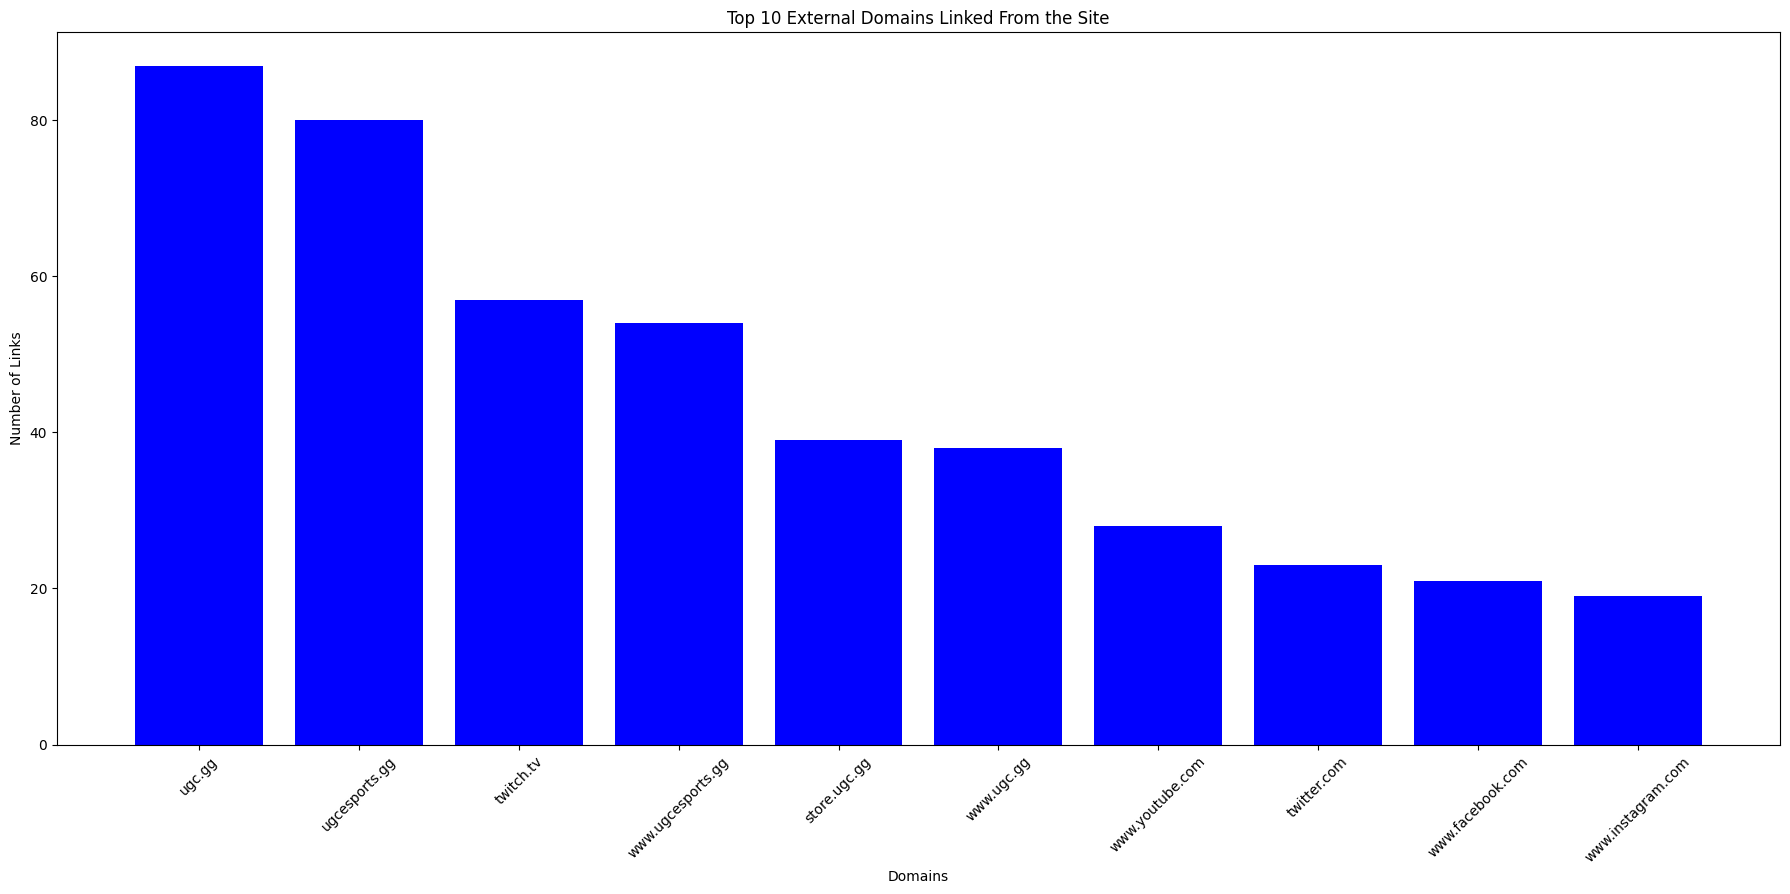 Top 10 External Domains Linked From the Site
Number of Links
80
60
40
20
0
ugc.gg
ugcesports.gg
twitch.tv
www.ugcesports.gg
store.ugc.gg
www.ugc.gg
www.youtube.com
twitter.com
www.facebook.com
www.instagram.com
Domains